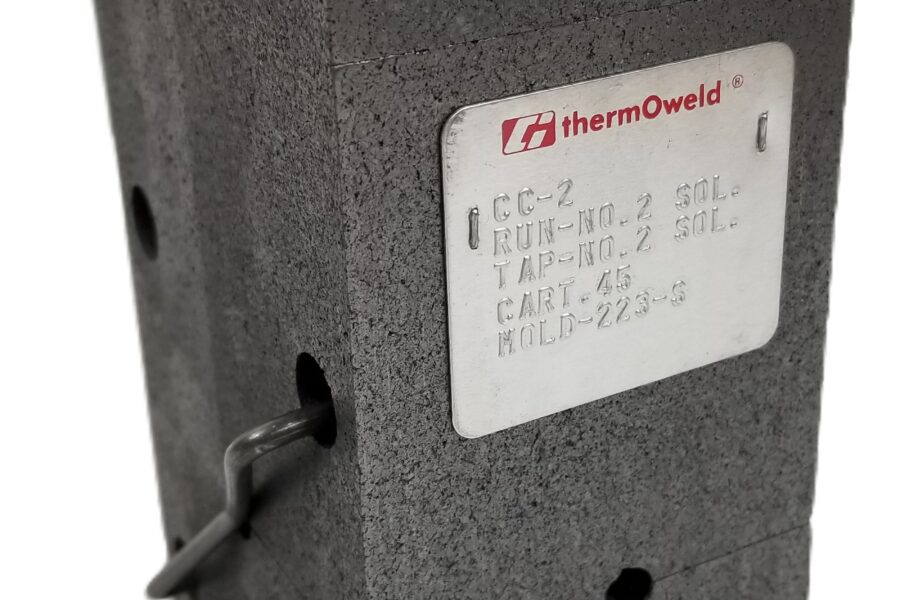 thermOweld ®
CC-2
RUN-NO.2 SOL.
TAP-NO.2 SOL.
CART.45
MOLD-223-S